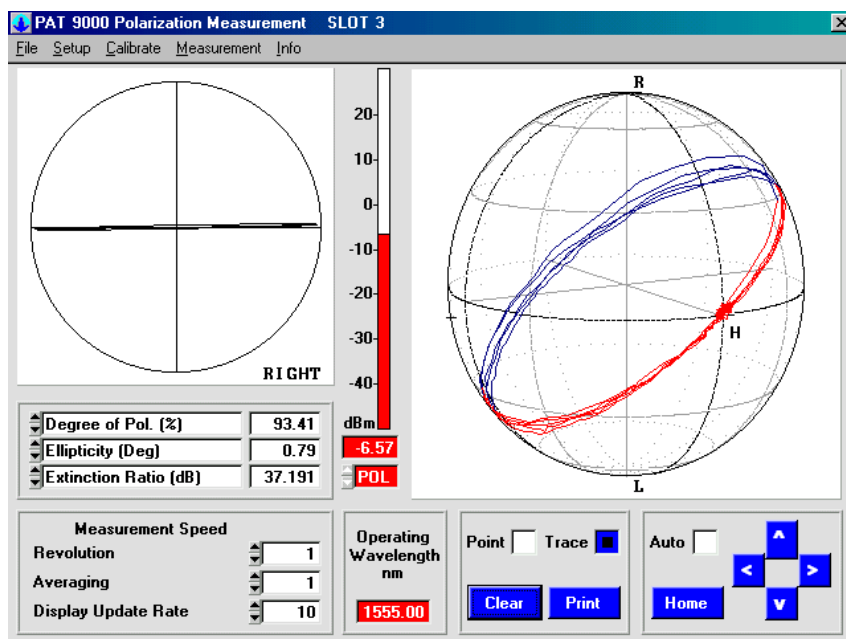 PAT 9000 Polarization Measurement SLOT 3
File Setup Calibrate Measurement Info
RIGHT
20-
10-
0-
-10-
-20-
-30-
-40-
dBm
-6.57
POL
R
H
L
Degree of Pol. (%) 93.41
Ellipticity (Deg) 0.79
Extinction Ratio (dB) 37.191
Measurement Speed
Revolution 1
Averaging 1
Display Update Rate 10
Operating
Wavelength
nm
1555.00
Point Trace
Clear Print
Auto
Home
^
< >
v